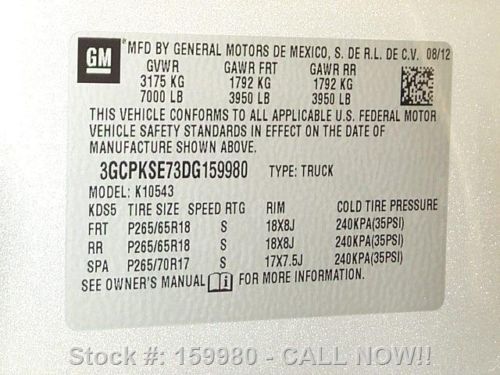 GM MFD BY GENERAL MOTORS DE MEXICO, S. DE R.L. DE C.V. 08/12
GVWR GAWR FRT GAWR RR
3175 KG 1792 KG 1792 KG
7000 LB 3950 LB 3950 LB
THIS VEHICLE CONFORMS TO ALL APPLICABLE U.S. FEDERAL MOTOR
VEHICLE SAFETY STANDARDS IN EFFECT ON THE DATE OF
MANUFACTURE SHOWN ABOVE.
3GCPKSE73DG159980 TYPE: TRUCK
MODEL: K10543
KDS5 TIRE SIZE SPEED RTG RIM COLD TIRE PRESSURE
FRT P265/65R18 S 18X8J 240KPA(35PSI)
RR P265/65R18 S 18X8J 240KPA(35PSI)
SPA P265/70R17 S 17X7.5J 240KPA(35PSI)
SEE OWNER'S MANUAL i FOR MORE INFORMATION.
Stock #: 159980 - CALL NOW!!